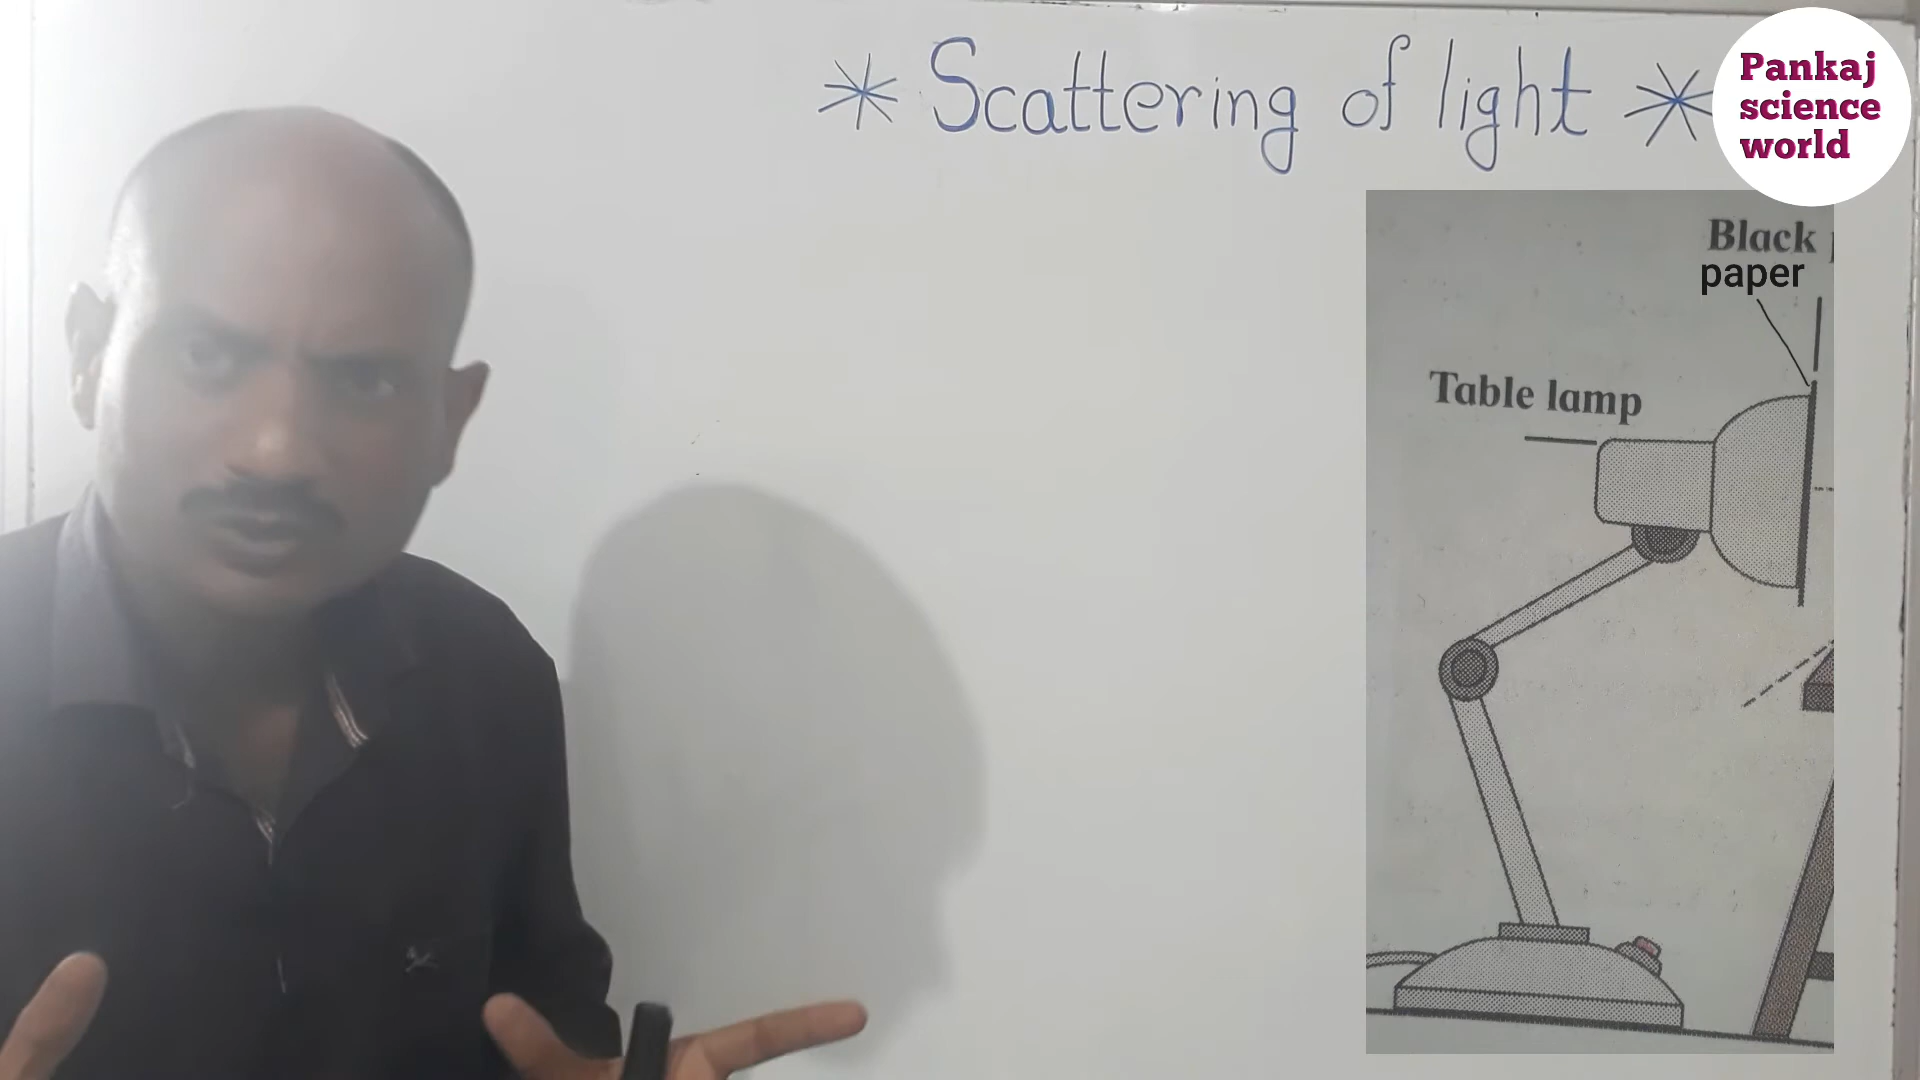 * Scattering of light *
Pankaj
science
world
Black
paper
Table lamp